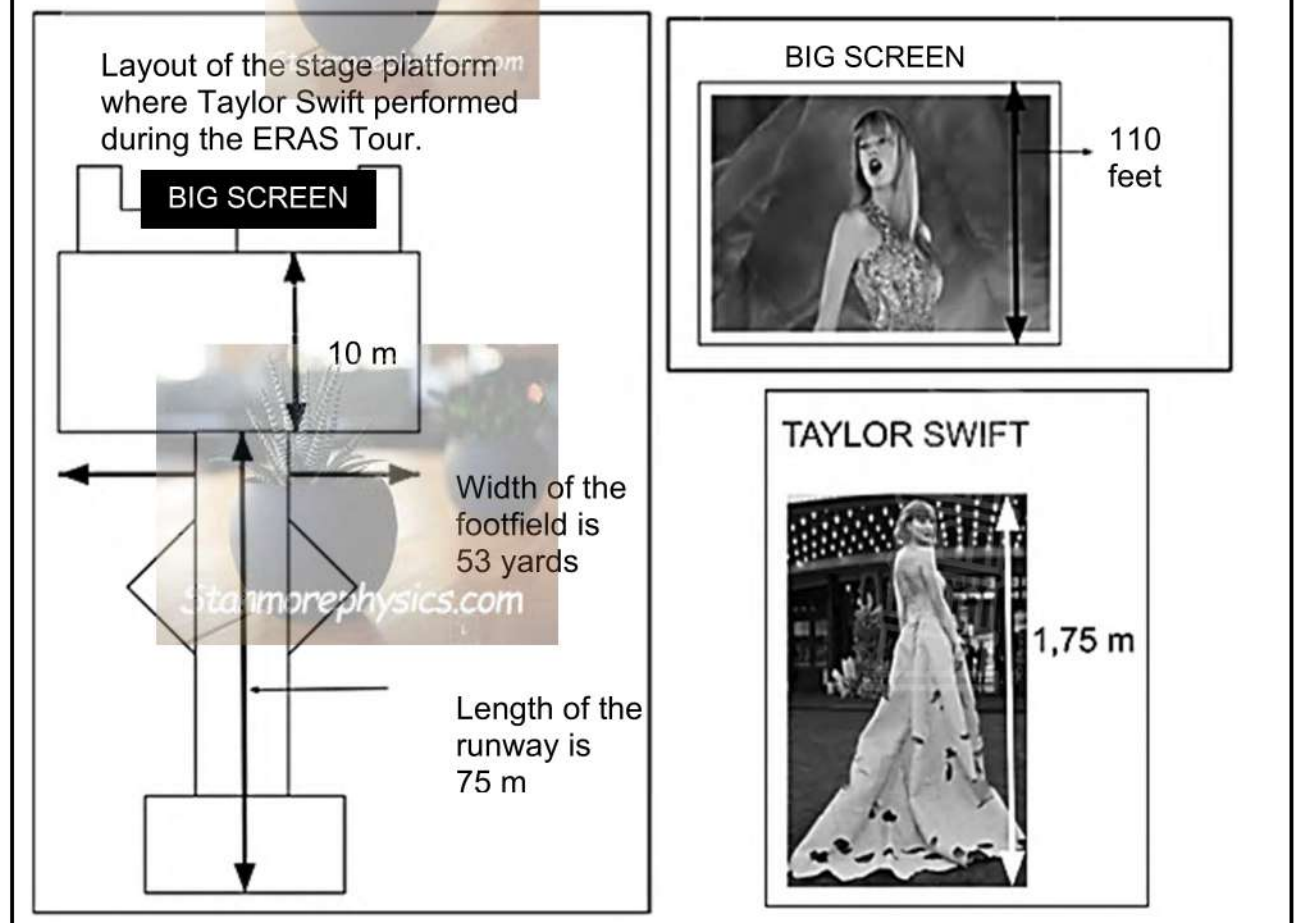 Stanmorephysics.com
Layout of the stage platform
where Taylor Swift performed
during the ERAS Tour.
BIG SCREEN
10 m
Width of the
footfield is
53 yards
Stanmorephysics.com
Length of the
runway is
75 m
BIG SCREEN
110
feet
TAYLOR SWIFT
1,75 m